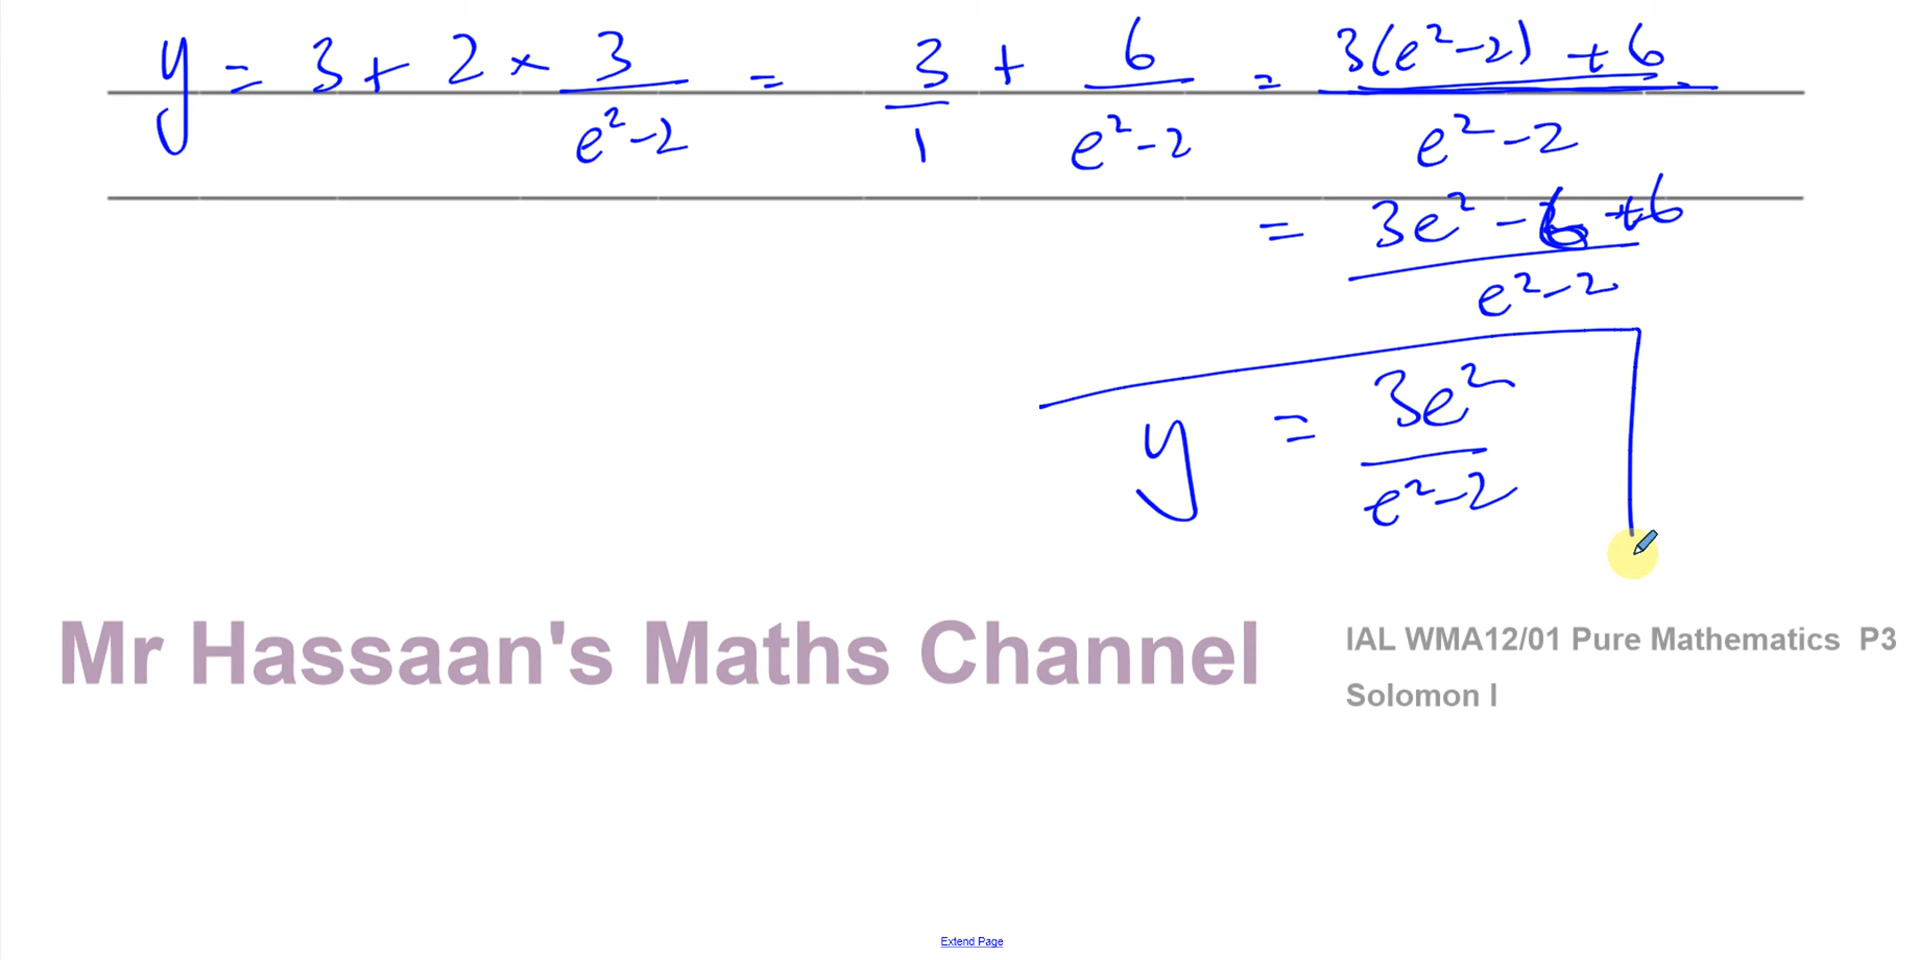 y = 3 + 2 × 3/(e²-2) = 3/1 + 6/(e²-2) = (3(e²-2) + 6)/(e²-2)
= (3e² - 6 + 6)/(e²-2)
y = 3e²/(e²-2)
Mr Hassaan's Maths Channel
IAL WMA12/01 Pure Mathematics P3
Solomon I
Extend Page